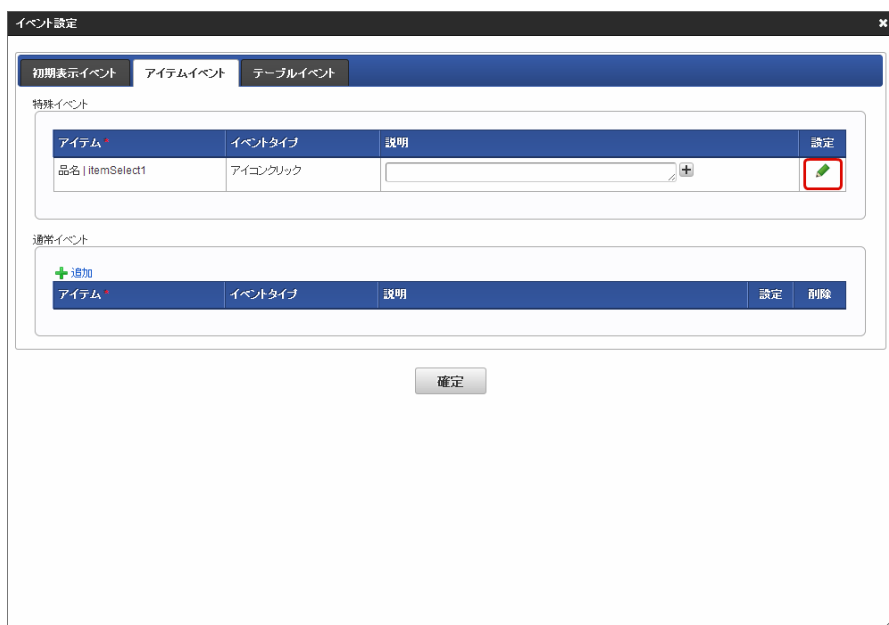 イベント設定
初期表示イベント アイテムイベント テーブルイベント
特殊イベント
アイテム * イベントタイプ 説明 設定
品名 | itemSelect1 アイコンクリック
通常イベント
追加
アイテム * イベントタイプ 説明 設定 削除
確定